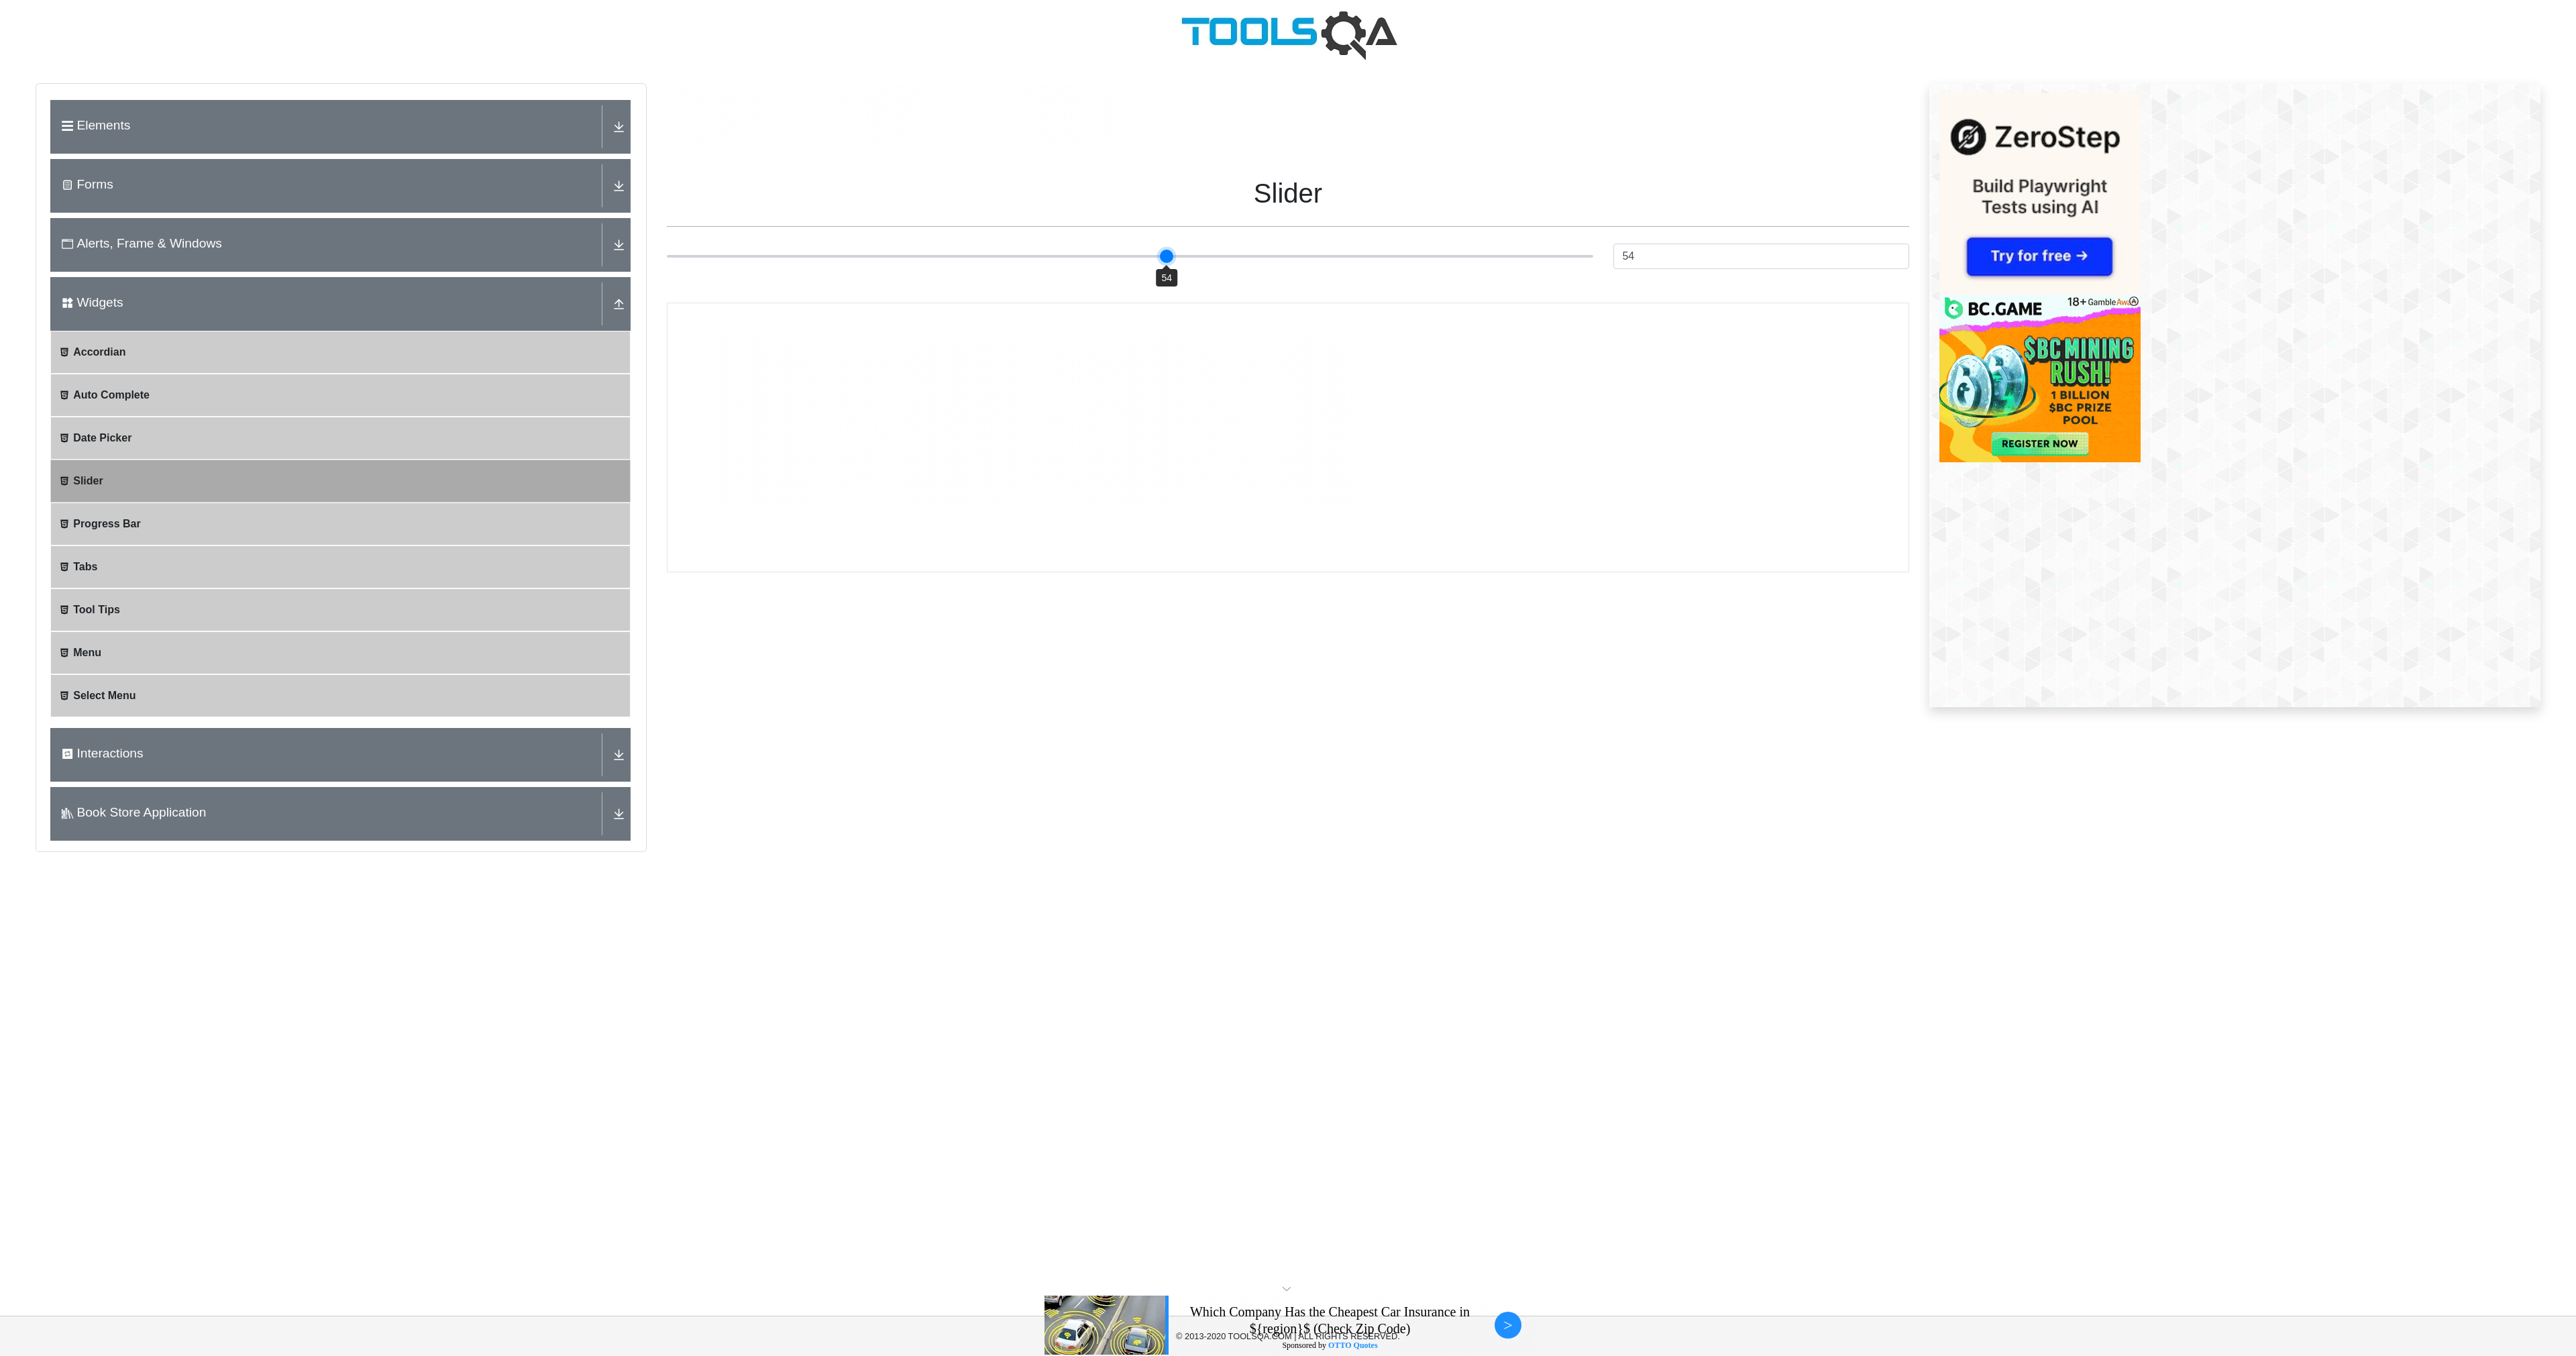 TOOLSQA
Elements
Forms
Alerts, Frame & Windows
Widgets
Accordian
Auto Complete
Date Picker
Slider
Progress Bar
Tabs
Tool Tips
Menu
Select Menu
Interactions
Book Store Application
Slider
54
54
ZeroStep
Build Playwright
Tests using AI
Try for free →
BC.GAME
18+ GambleAw
$BC MINING
RUSH!
1 BILLION
$BC PRIZE
POOL
REGISTER NOW
Which Company Has the Cheapest Car Insurance in
${region}$ (Check Zip Code)
© 2013-2020 TOOLSQA.COM | ALL RIGHTS RESERVED.
Sponsored by OTTO Quotes
>